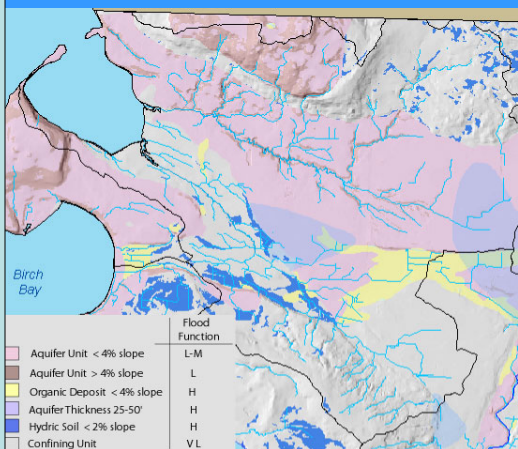 Birch
Bay
Flood
Function
Aquifer Unit < 4% slope L-M
Aquifer Unit > 4% slope L
Organic Deposit < 4% slope H
Aquifer Thickness 25-50' H
Hydric Soil < 2% slope H
Confining Unit V L